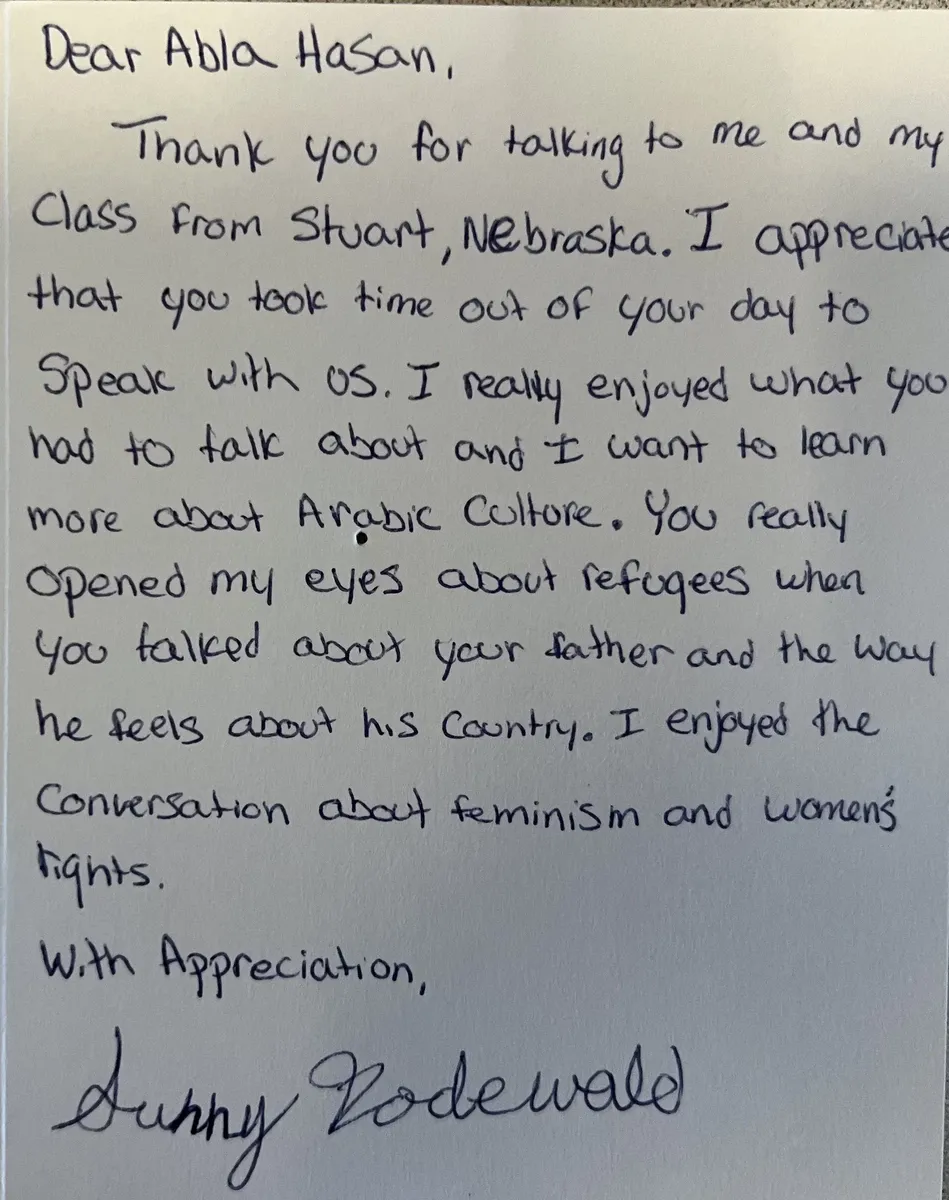 Dear Abla Hasan,
Thank you for talking to me and my
Class from Stuart, Nebraska. I appreciate
that you took time out of your day to
Speak with us. I really enjoyed what you
had to talk about and I want to learn
more about Arabic Culture. You really
Opened my eyes about refugees when
you talked about your father and the way
he feels about his Country. I enjoyed the
Conversation about feminism and women's
rights.
With Appreciation,
Sunny Rodewald